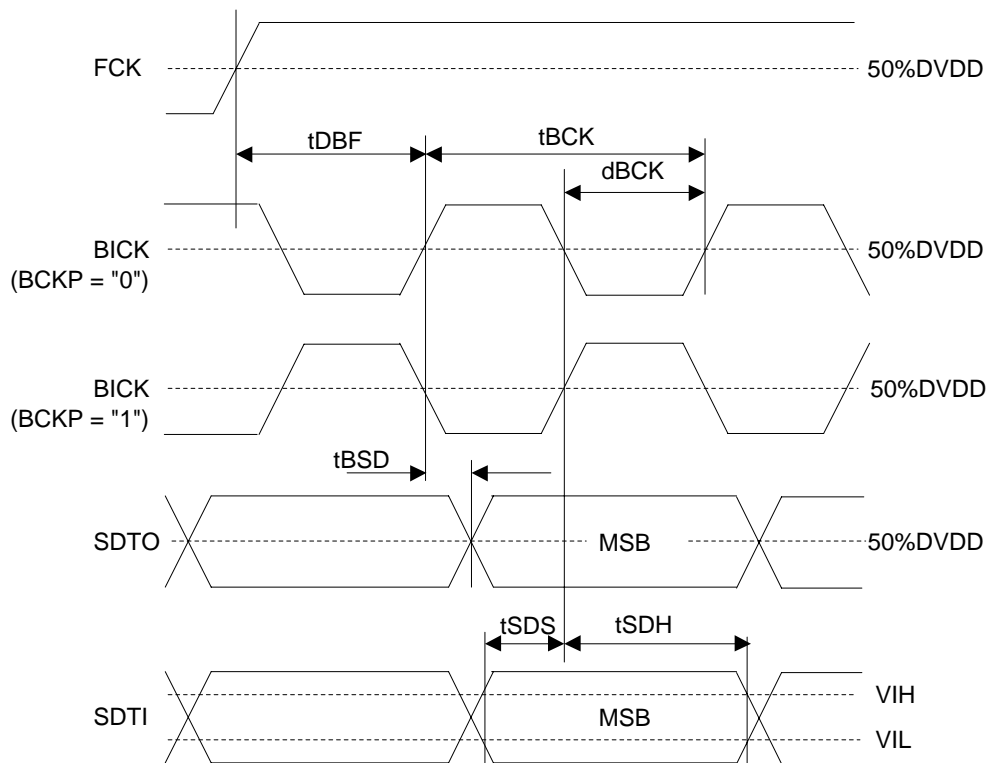 FCK
50%DVDD
tDBF
tBCK
dBCK
BICK
(BCKP = "0")
50%DVDD
BICK
(BCKP = "1")
50%DVDD
tBSD
SDTO
MSB
50%DVDD
tSDS
tSDH
SDTI
MSB
VIH
VIL